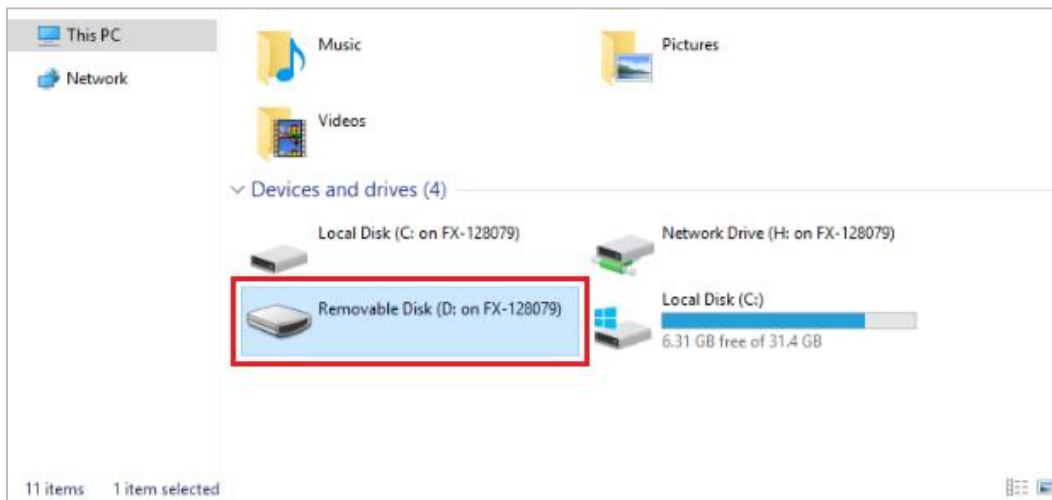 This PC
Network
Music
Pictures
Videos
Devices and drives (4)
Local Disk (C: on FX-128079)
Network Drive (H: on FX-128079)
Removable Disk (D: on FX-128079)
Local Disk (C:)
6.31 GB free of 31.4 GB
11 items 1 item selected